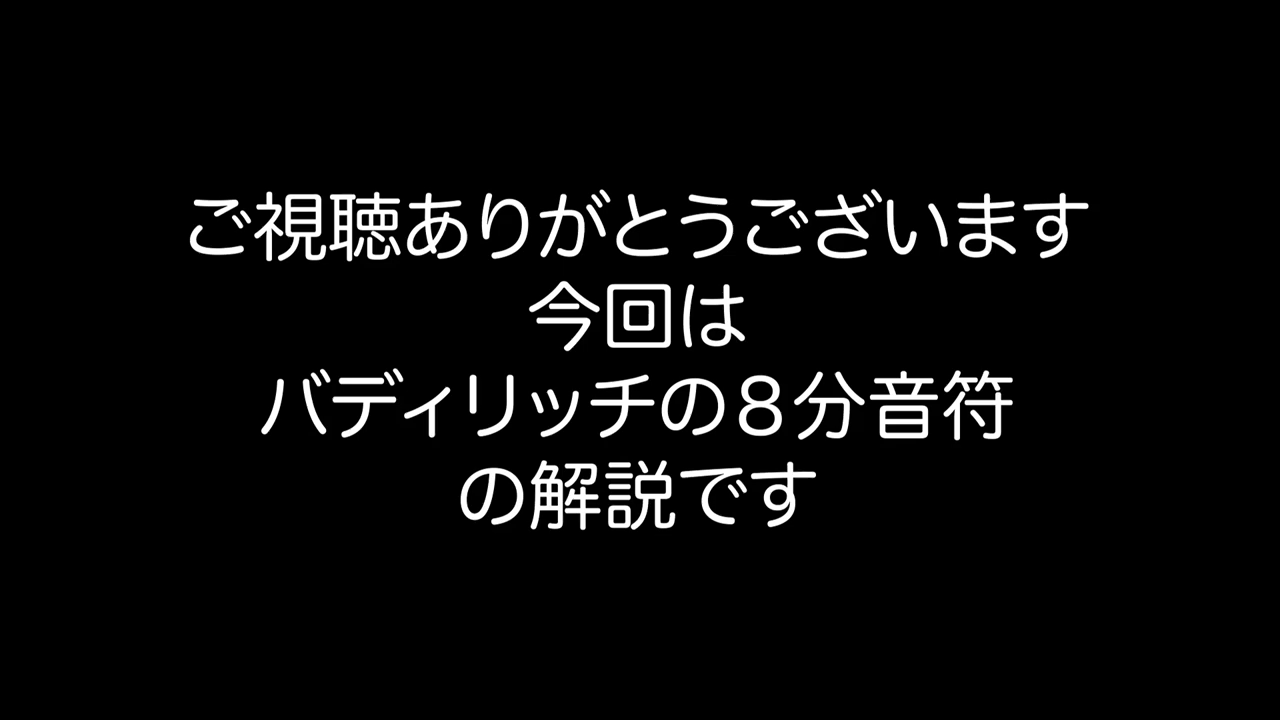 ご視聴ありがとうございます
今回は
バディリッチの８分音符
の解説です